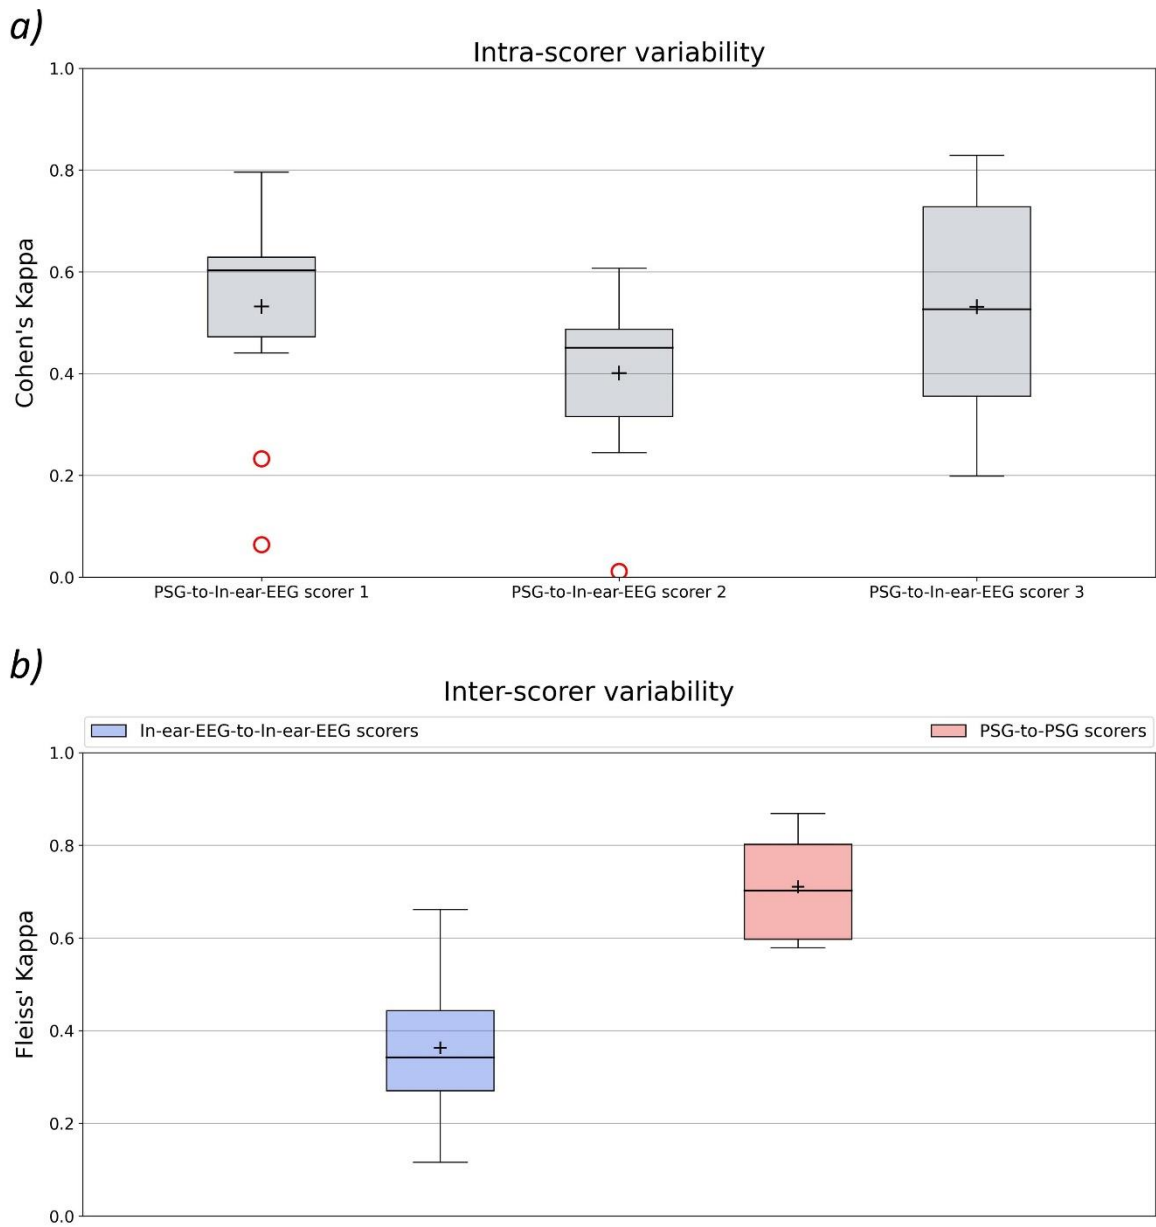 a)
Intra-scorer variability
1.0
0.8
0.6
0.4
0.2
0.0
Cohen's Kappa
PSG-to-In-ear-EEG scorer 1
PSG-to-In-ear-EEG scorer 2
PSG-to-In-ear-EEG scorer 3
b)
Inter-scorer variability
In-ear-EEG-to-In-ear-EEG scorers
PSG-to-PSG scorers
1.0
0.8
0.6
0.4
0.2
0.0
Fleiss' Kappa